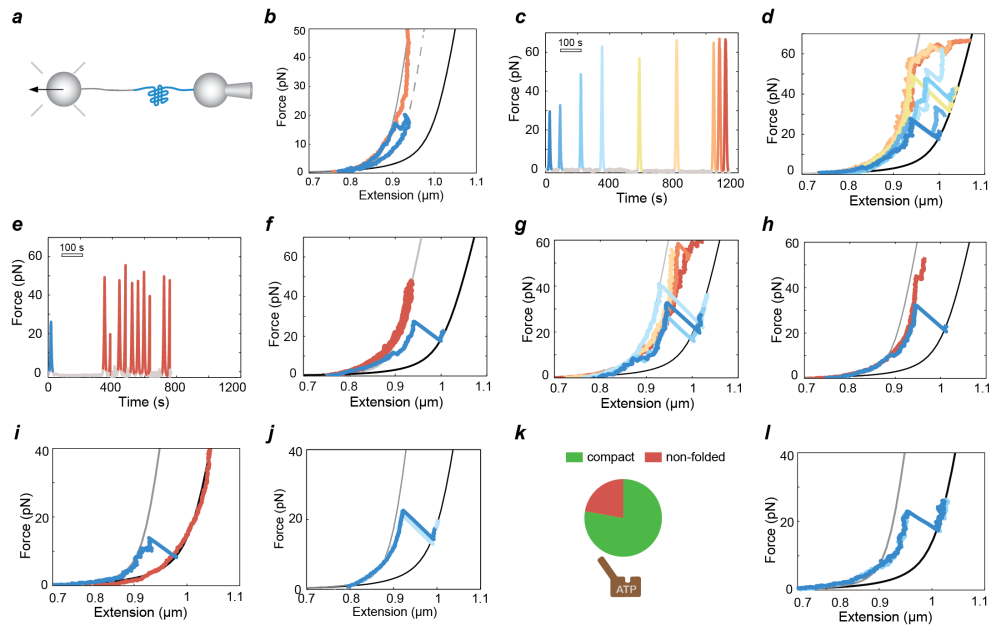 a
b
50
40
30
20
10
0
Force (pN)
0.7 0.8 0.9 1.0 1.1
Extension (μm)
c
100 s
60
40
20
0
Force (pN)
0 400 800 1200
Time (s)
d
60
40
20
0
Force (pN)
0.7 0.8 0.9 1 1.1
Extension (μm)
e
100 s
60
40
20
0
Force (pN)
0 400 800 1200
Time (s)
f
60
40
20
0
Force (pN)
0.7 0.8 0.9 1 1.1
Extension (μm)
g
60
40
20
0
Force (pN)
0.7 0.8 0.9 1 1.1
Extension (μm)
h
60
40
20
0
Force (pN)
0.7 0.8 0.9 1 1.1
Extension (μm)
i
40
20
0
Force (pN)
0.7 0.8 0.9 1 1.1
Extension (μm)
j
40
20
0
Force (pN)
0.7 0.8 0.9 1 1.1
Extension (μm)
k
compact non-folded
ATP
l
40
20
0
Force (pN)
0.7 0.8 0.9 1 1.1
Extension (μm)